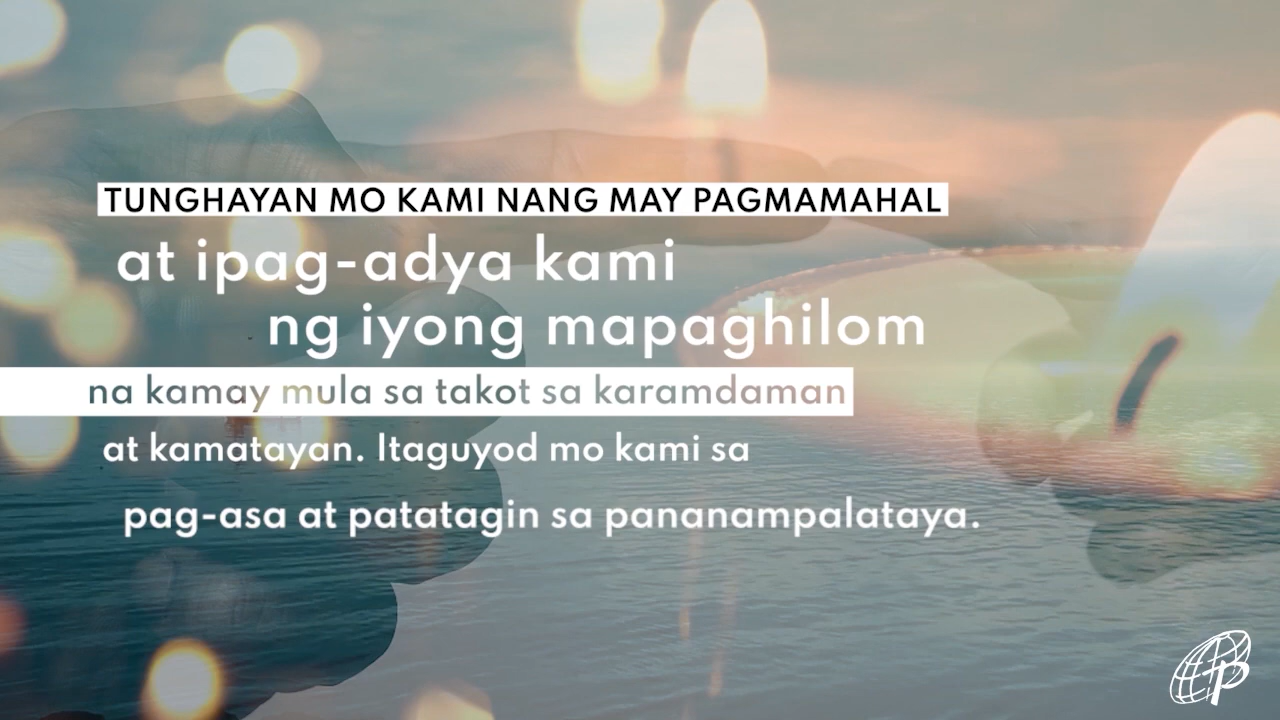 TUNGHAYAN MO KAMI NANG MAY PAGMAMAHAL
at ipag-adya kami
ng iyong mapaghilom
na kamay mula sa takot sa karamdaman
at kamatayan. Itaguyod mo kami sa
pag-asa at patatagin sa pananampalataya.